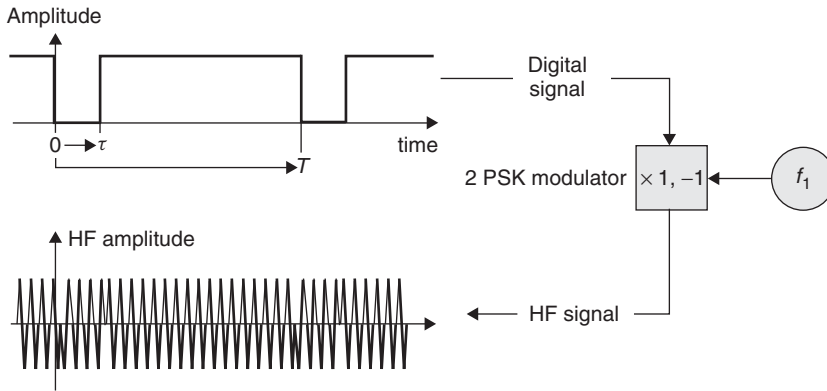 Amplitude
Digital
signal
0
τ
T
time
2 PSK modulator
× 1, −1
f1
HF amplitude
HF signal